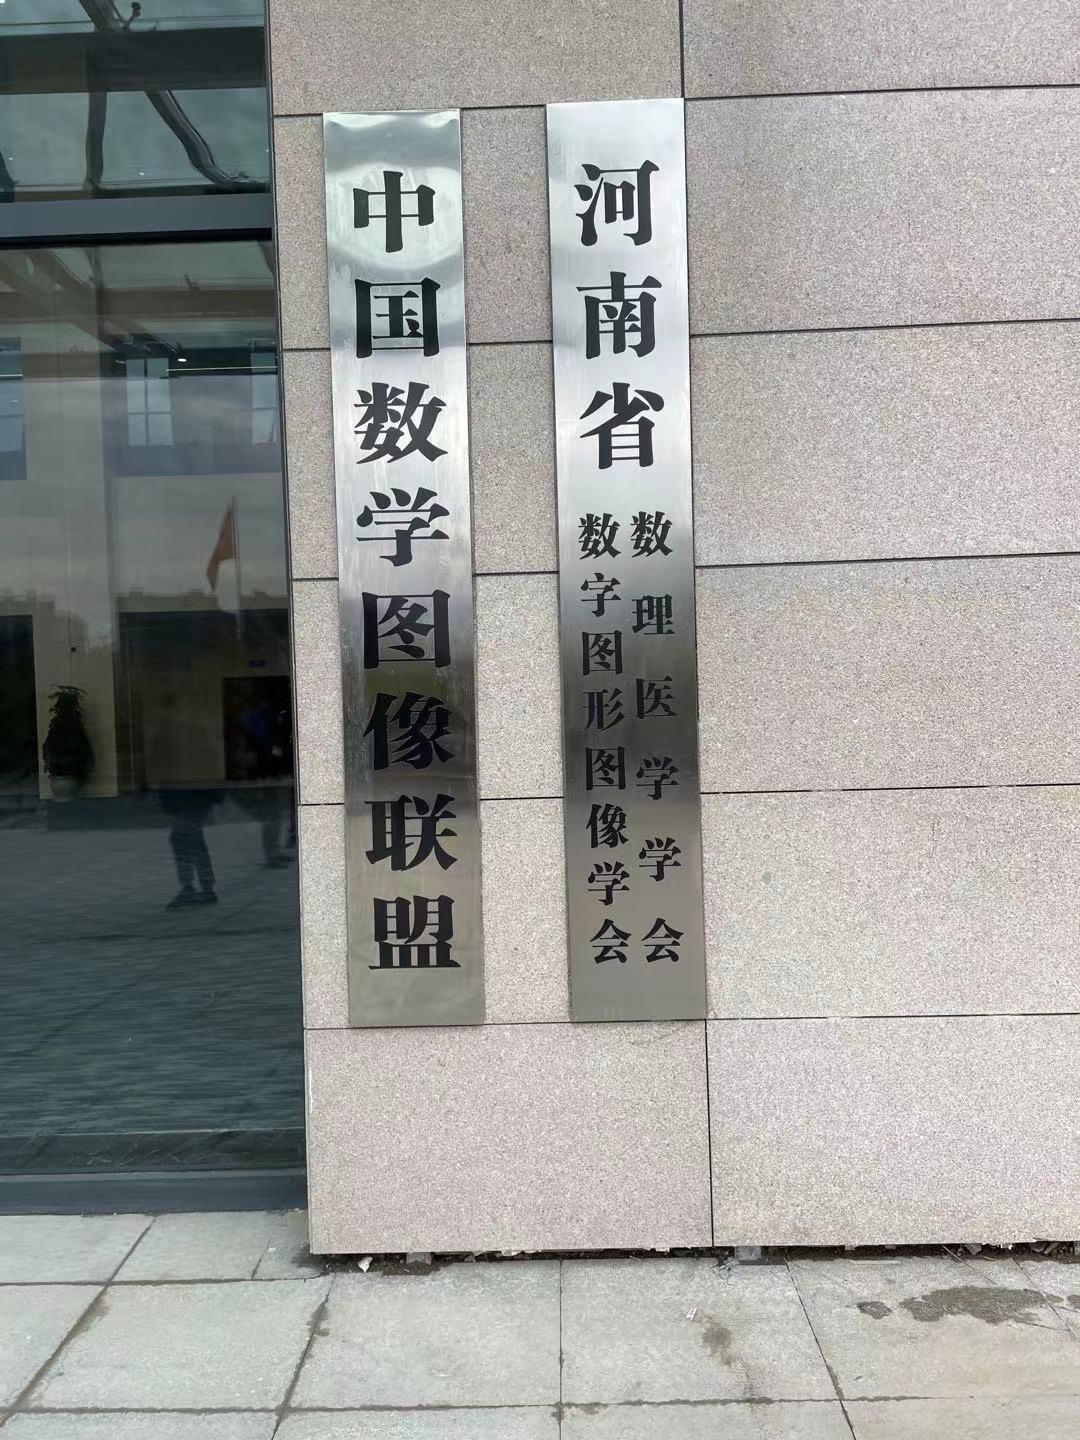 中国数学图像联盟
河南省
数理医学学会
数字图形图像学会